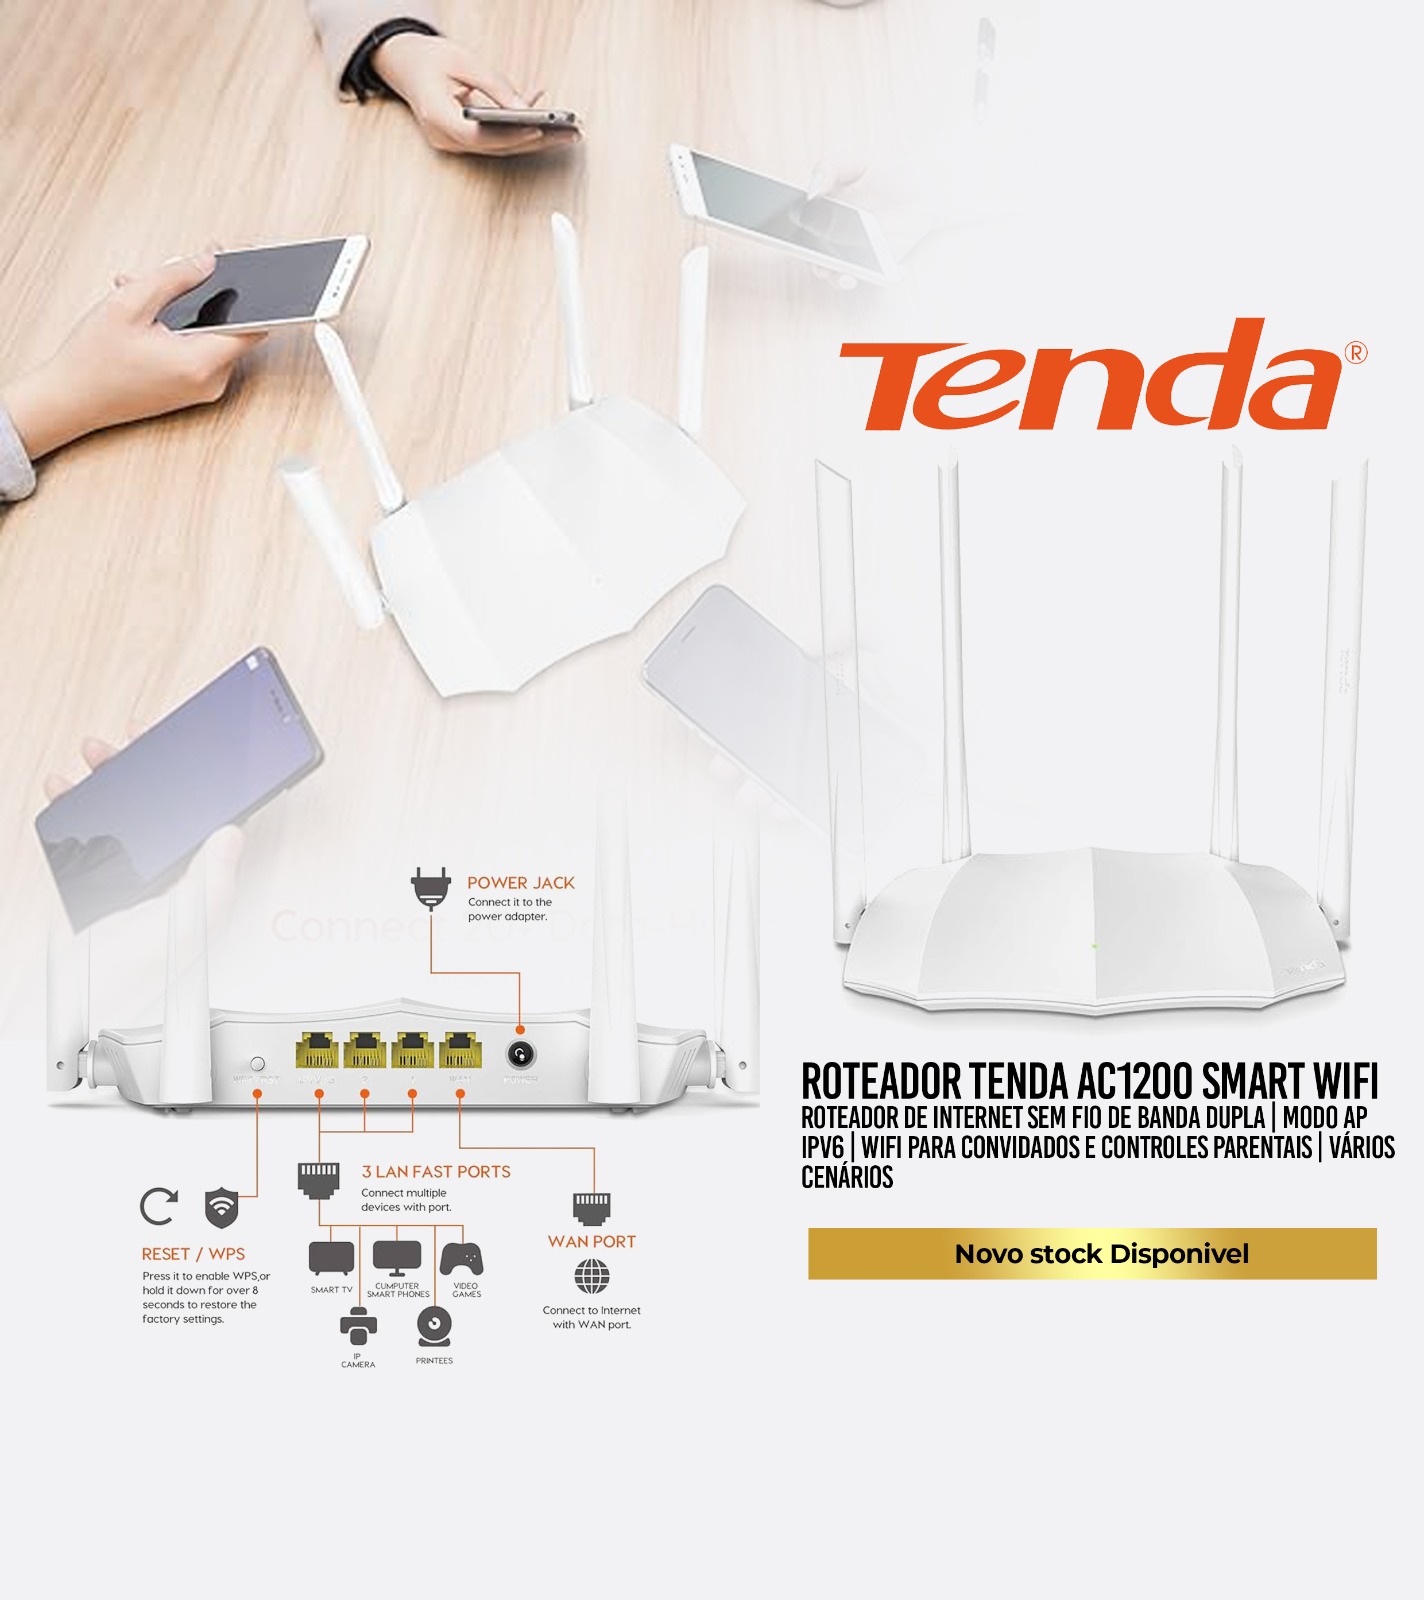 Tenda®
POWER JACK
Connect it to the
power adapter.
WAN
POWER
3 LAN FAST PORTS
Connect multiple
devices with port.
RESET / WPS
Press it to enable WPS,or
hold it down for over 8
seconds to restore the
factory settings.
SMART TV
CUMPUTER
SMART PHONES
VIDEO
GAMES
IP
CAMERA
PRINTEES
WAN PORT
Connect to Internet
with WAN port.
Tenda
ROTEADOR TENDA AC1200 SMART WIFI
ROTEADOR DE INTERNET SEM FIO DE BANDA DUPLA | MODO AP
IPV6 | WIFI PARA CONVIDADOS E CONTROLES PARENTAIS | VÁRIOS
CENÁRIOS
Novo stock Disponivel